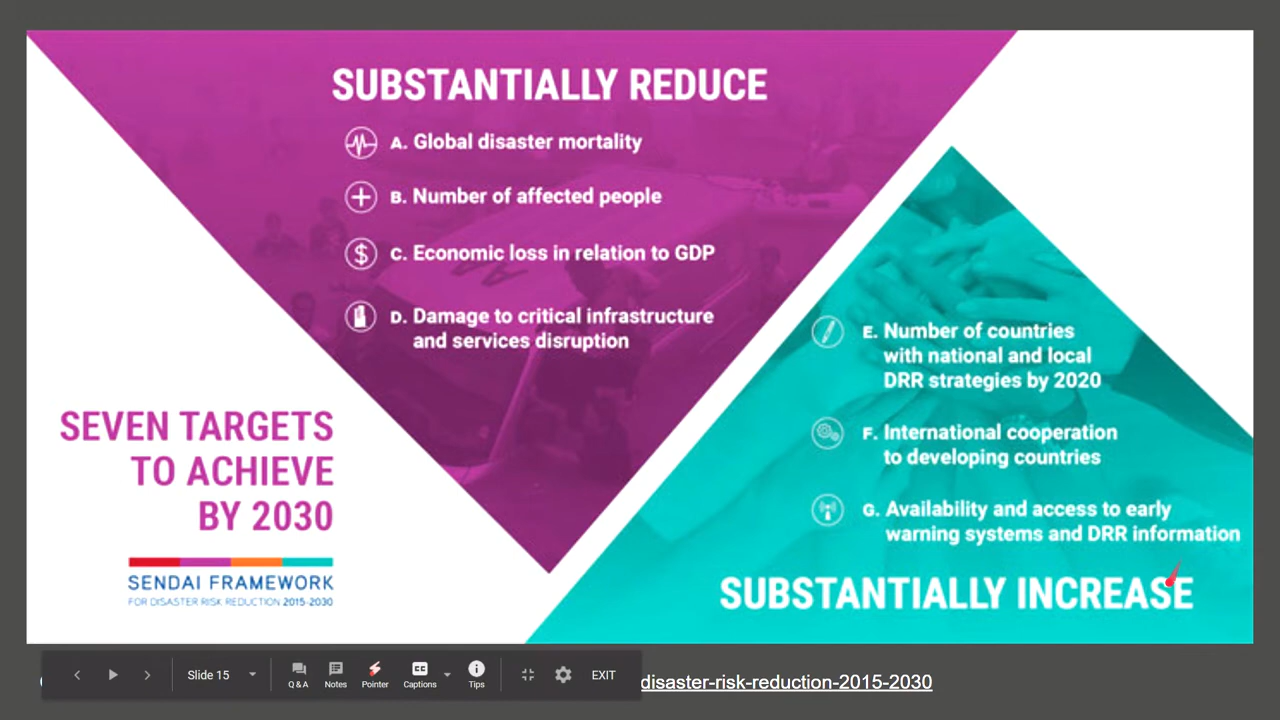 SUBSTANTIALLY REDUCE
A. Global disaster mortality
B. Number of affected people
C. Economic loss in relation to GDP
D. Damage to critical infrastructure
and services disruption
E. Number of countries
with national and local
DRR strategies by 2020
F. International cooperation
to developing countries
G. Availability and access to early
warning systems and DRR information
SUBSTANTIALLY INCREASE
SEVEN TARGETS
TO ACHIEVE
BY 2030
SENDAI FRAMEWORK
FOR DISASTER RISK REDUCTION 2015-2030
Slide 15
Q & A
Notes
Pointer
Captions
Tips
EXIT
disaster-risk-reduction-2015-2030